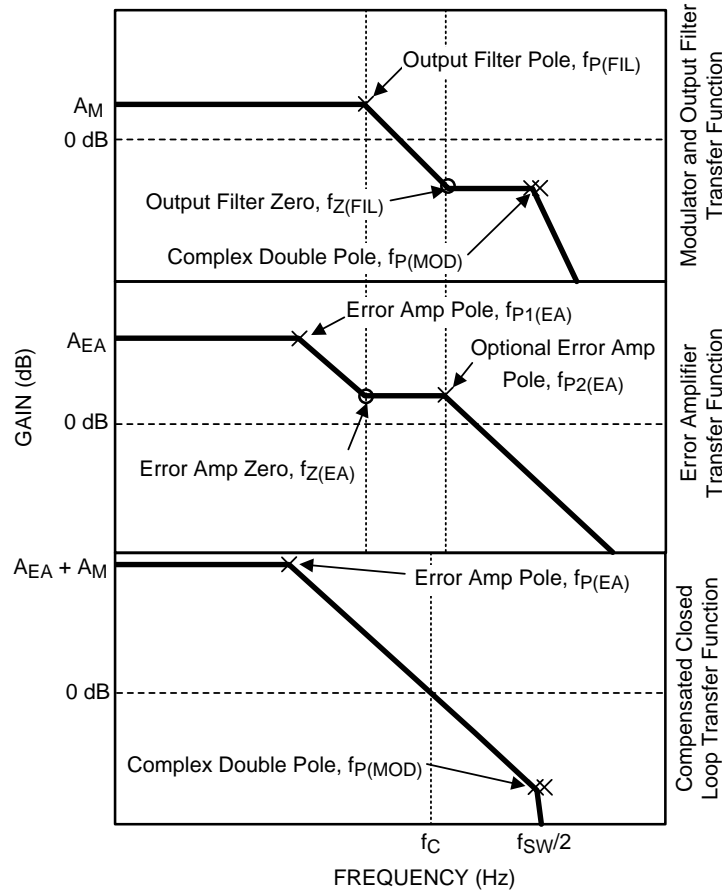 Output Filter Pole, fP(FIL)
AM
0 dB
Output Filter Zero, fZ(FIL)
Complex Double Pole, fP(MOD)
Modulator and Output Filter
Transfer Function
Error Amp Pole, fP1(EA)
AEA
Optional Error Amp
Pole, fP2(EA)
0 dB
Error Amp Zero, fZ(EA)
Error Amplifier
Transfer Function
GAIN (dB)
AEA + AM
Error Amp Pole, fP(EA)
0 dB
Complex Double Pole, fP(MOD)
Compensated Closed
Loop Transfer Function
fC
fSW/2
FREQUENCY (Hz)